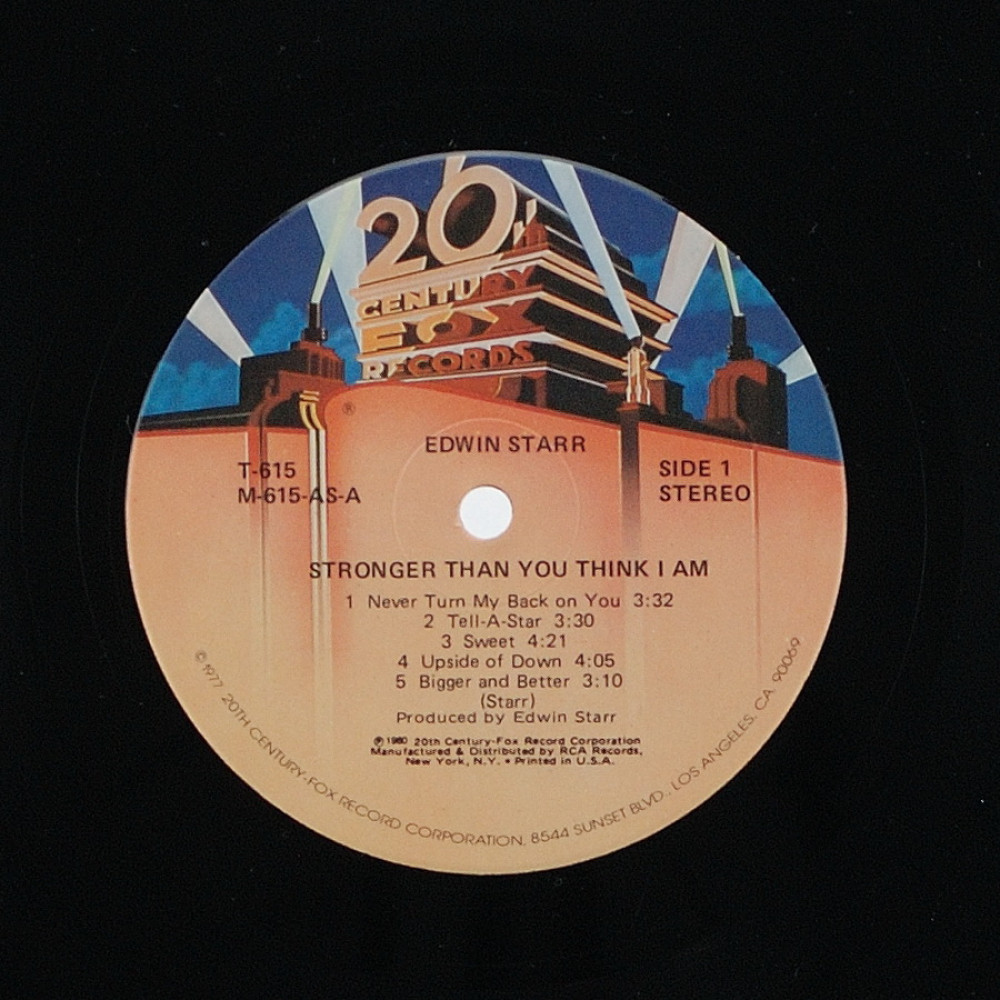 20th
CENTURY
FOX
RECORDS
®
EDWIN STARR
T-615
M-615-AS-A
SIDE 1
STEREO
STRONGER THAN YOU THINK I AM
1 Never Turn My Back on You 3:32
2 Tell-A-Star 3:30
3 Sweet 4:21
4 Upside of Down 4:05
5 Bigger and Better 3:10
(Starr)
Produced by Edwin Starr
℗ 1980 20th Century-Fox Record Corporation
Manufactured & Distributed by RCA Records,
New York, N.Y. • Printed in U.S.A.
© 1977 20TH CENTURY-FOX RECORD CORPORATION, 8544 SUNSET BLVD., LOS ANGELES, CA. 90069